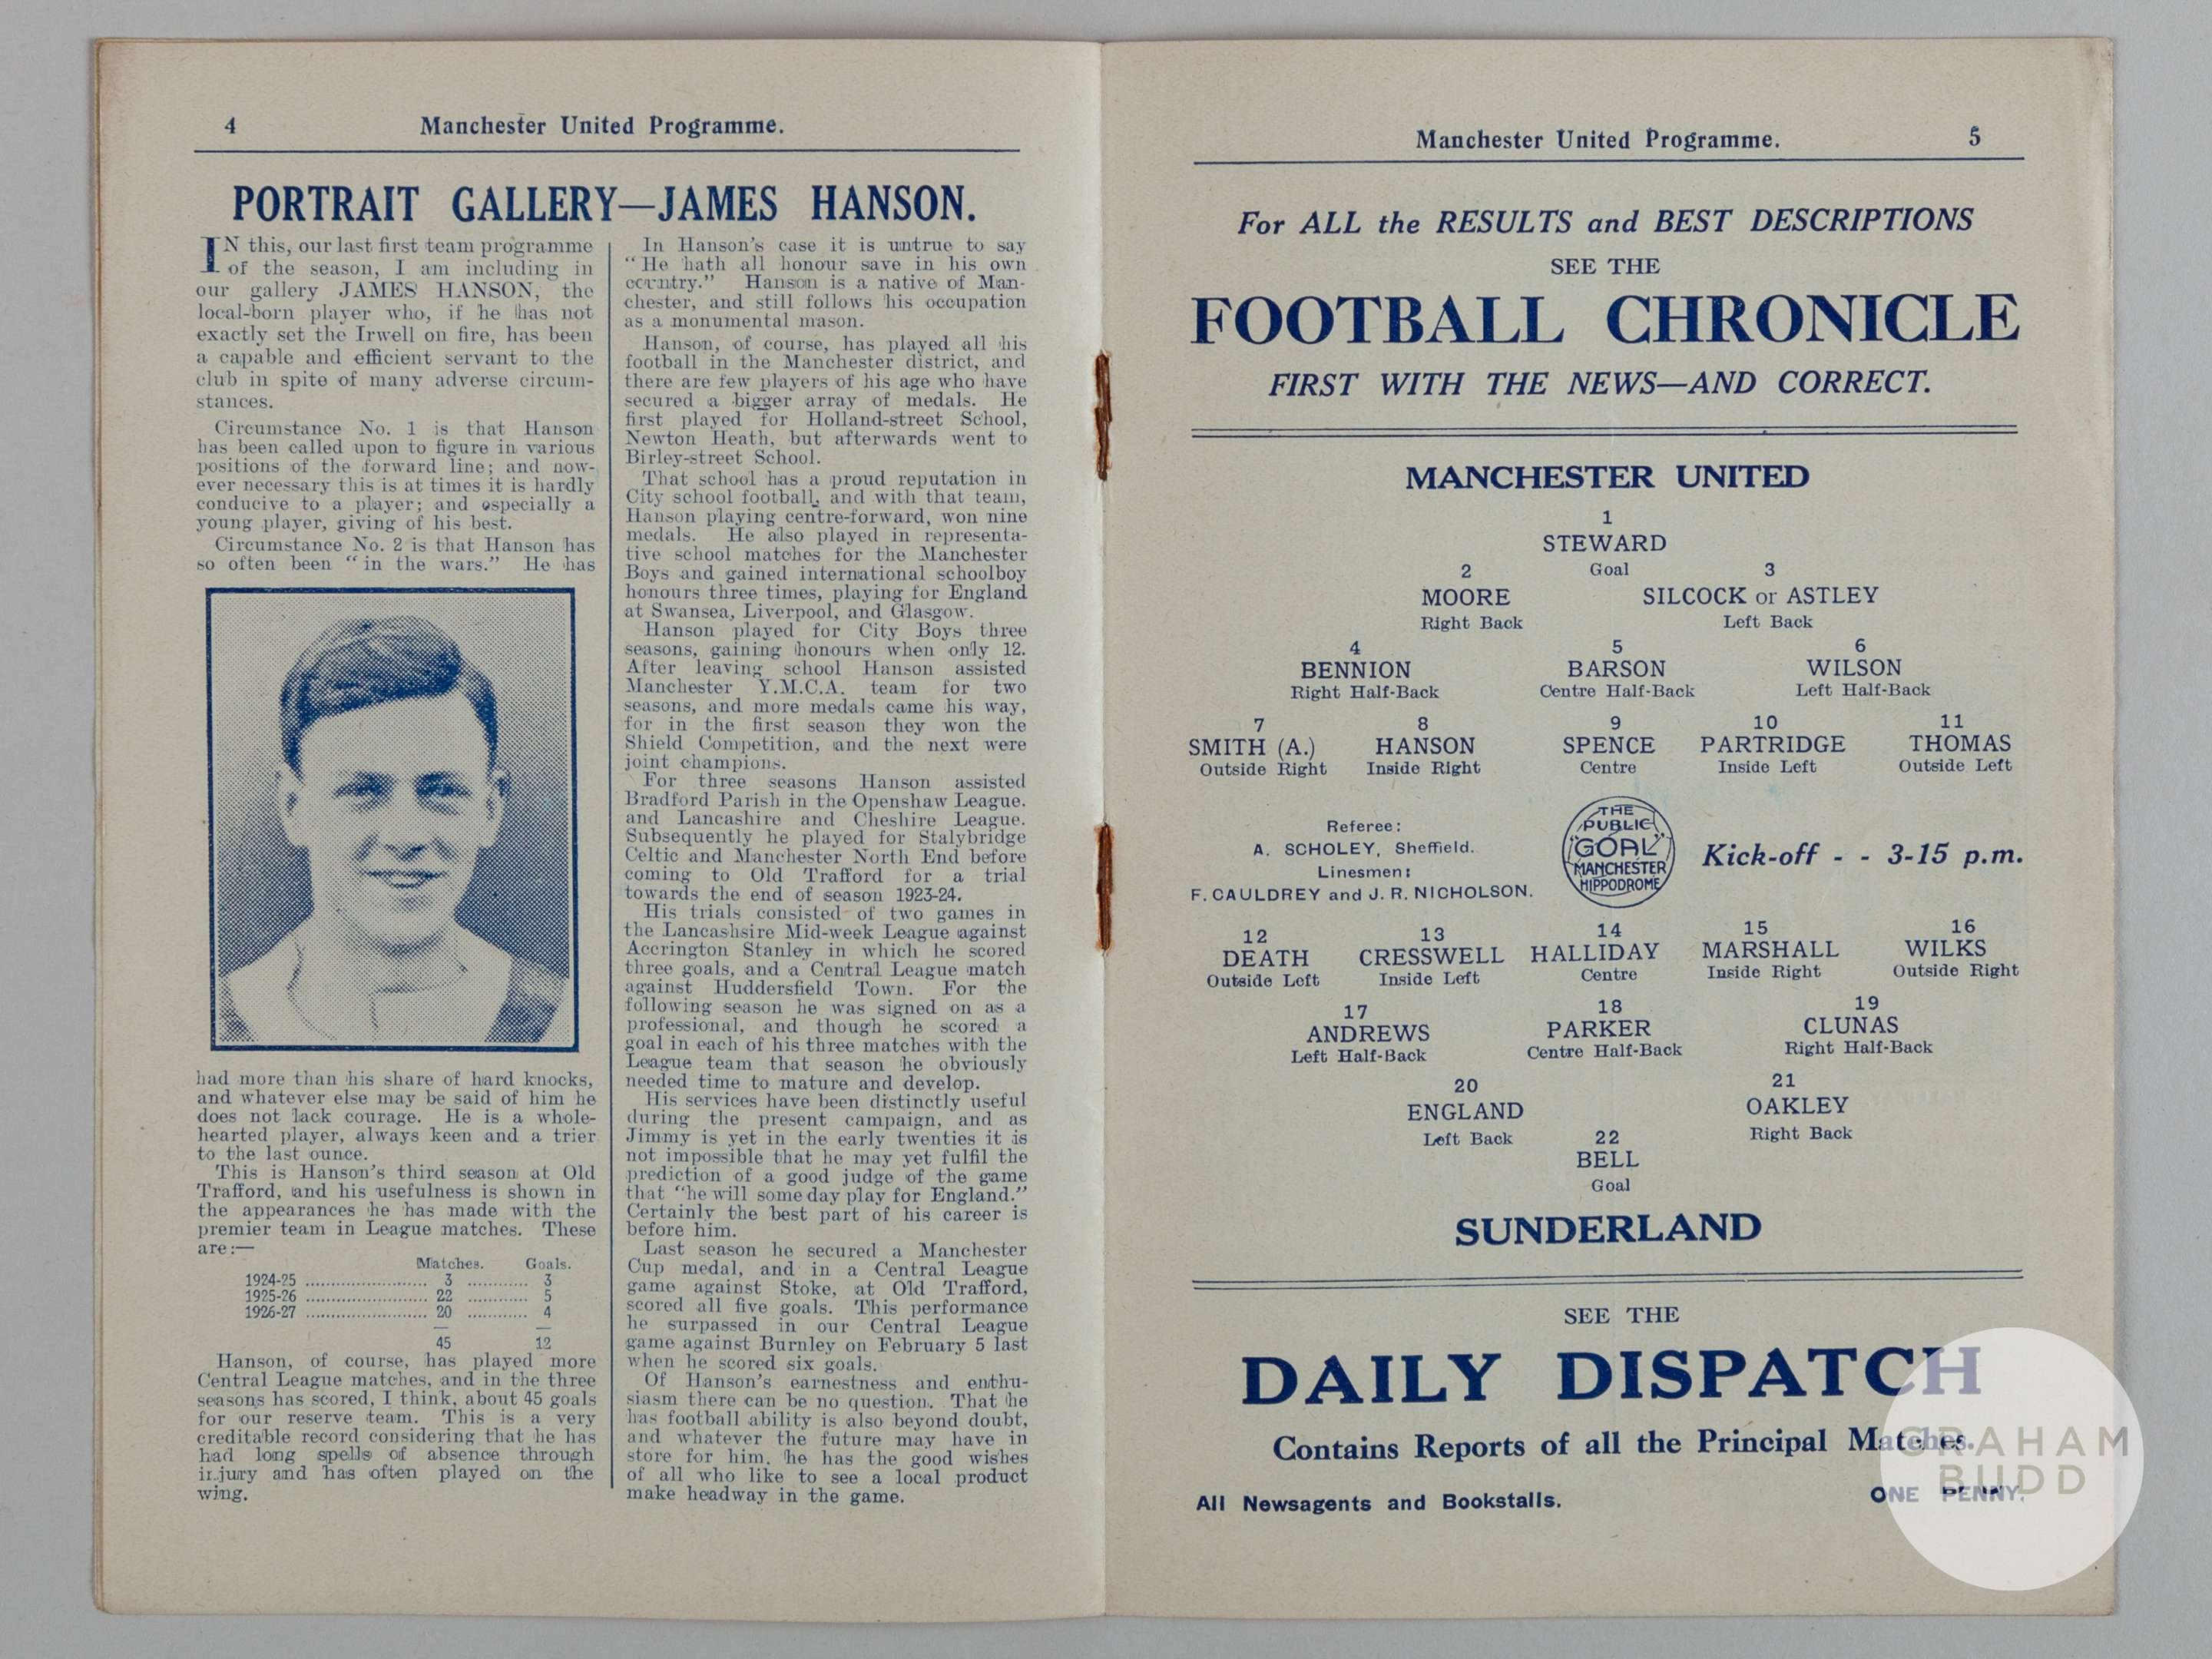 4 Manchester United Programme.
PORTRAIT GALLERY—JAMES HANSON.
IN this, our last first team programme
of the season, I am including in
our gallery JAMES HANSON, the
local-born player who, if he has not
exactly set the Irwell on fire, has been
a capable and efficient servant to the
club in spite of many adverse circum-
stances.
Circumstance No. 1 is that Hanson
has been called upon to figure in various
positions of the forward line; and now-
ever necessary this is at times it is hardly
conducive to a player; and especially a
young player, giving of his best.
Circumstance No. 2 is that Hanson has
so often been "in the wars." He has
had more than his share of hard knocks,
and whatever else may be said of him he
does not lack courage. He is a whole-
hearted player, always keen and a trier
to the last ounce.
This is Hanson's third season at Old
Trafford, and his usefulness is shown in
the appearances he has made with the
premier team in League matches. These
are:—
Matches. Goals.
1924-25 ........................ 3 ............ 3
1925-26 ........................ 22 ............ 5
1926-27 ........................ 20 ............ 4
— —
45 12
Hanson, of course, has played more
Central League matches, and in the three
seasons has scored, I think, about 45 goals
for our reserve team. This is a very
creditable record considering that he has
had long spells of absence through
injury and has often played on the
wing.
In Hanson's case it is untrue to say
"He hath all honour save in his own
country." Hanson is a native of Man-
chester, and still follows his occupation
as a monumental mason.
Hanson, of course, has played all his
football in the Manchester district, and
there are few players of his age who have
secured a bigger array of medals. He
first played for Holland-street School,
Newton Heath, but afterwards went to
Birley-street School.
That school has a proud reputation in
City school football, and with that team,
Hanson playing centre-forward, won nine
medals. He also played in representa-
tive school matches for the Manchester
Boys and gained international schoolboy
honours three times, playing for England
at Swansea, Liverpool, and Glasgow.
Hanson played for City Boys three
seasons, gaining honours when only 12.
After leaving school Hanson assisted
Manchester Y.M.C.A. team for two
seasons, and more medals came his way,
for in the first season they won the
Shield Competition, and the next were
joint champions.
For three seasons Hanson assisted
Bradford Parish in the Openshaw League.
and Lancashire and Cheshire League.
Subsequently he played for Stalybridge
Celtic and Manchester North End before
coming to Old Trafford for a trial
towards the end of season 1923-24.
His trials consisted of two games in
the Lancashsire Mid-week League against
Accrington Stanley in which he scored
three goals, and a Central League match
against Huddersfield Town. For the
following season he was signed on as a
professional, and though he scored a
goal in each of his three matches with the
League team that season he obviously
needed time to mature and develop.
His services have been distinctly useful
during the present campaign, and as
Jimmy is yet in the early twenties it is
not impossible that he may yet fulfil the
prediction of a good judge of the game
that "he will some day play for England."
Certainly the best part of his career is
before him.
Last season he secured a Manchester
Cup medal, and in a Central League
game against Stoke, at Old Trafford,
scored all five goals. This performance
he surpassed in our Central League
game against Burnley on February 5 last
when he scored six goals.
Of Hanson's earnestness and enthu-
siasm there can be no question. That he
has football ability is also beyond doubt,
and whatever the future may have in
store for him, he has the good wishes
of all who like to see a local product
make headway in the game.
Manchester United Programme. 5
For ALL the RESULTS and BEST DESCRIPTIONS
SEE THE
FOOTBALL CHRONICLE
FIRST WITH THE NEWS—AND CORRECT.
MANCHESTER UNITED
1
STEWARD
Goal
2 3
MOORE SILCOCK or ASTLEY
Right Back Left Back
4 5 6
BENNION BARSON WILSON
Right Half-Back Centre Half-Back Left Half-Back
7 8 9 10 11
SMITH (A.) HANSON SPENCE PARTRIDGE THOMAS
Outside Right Inside Right Centre Inside Left Outside Left
Referee:
A. SCHOLEY, Sheffield.
Linesmen:
F. CAULDREY and J. R. NICHOLSON.
THE
PUBLIC
"GOAL"
MANCHESTER
HIPPODROME
Kick-off - - 3-15 p.m.
12 13 14 15 16
DEATH CRESSWELL HALLIDAY MARSHALL WILKS
Outside Left Inside Left Centre Inside Right Outside Right
17 18 19
ANDREWS PARKER CLUNAS
Left Half-Back Centre Half-Back Right Half-Back
20 21
ENGLAND OAKLEY
Left Back Right Back
22
BELL
Goal
SUNDERLAND
SEE THE
DAILY DISPATCH
Contains Reports of all the Principal Matches.
All Newsagents and Bookstalls. ONE PENNY.
GRAHAM
BUDD